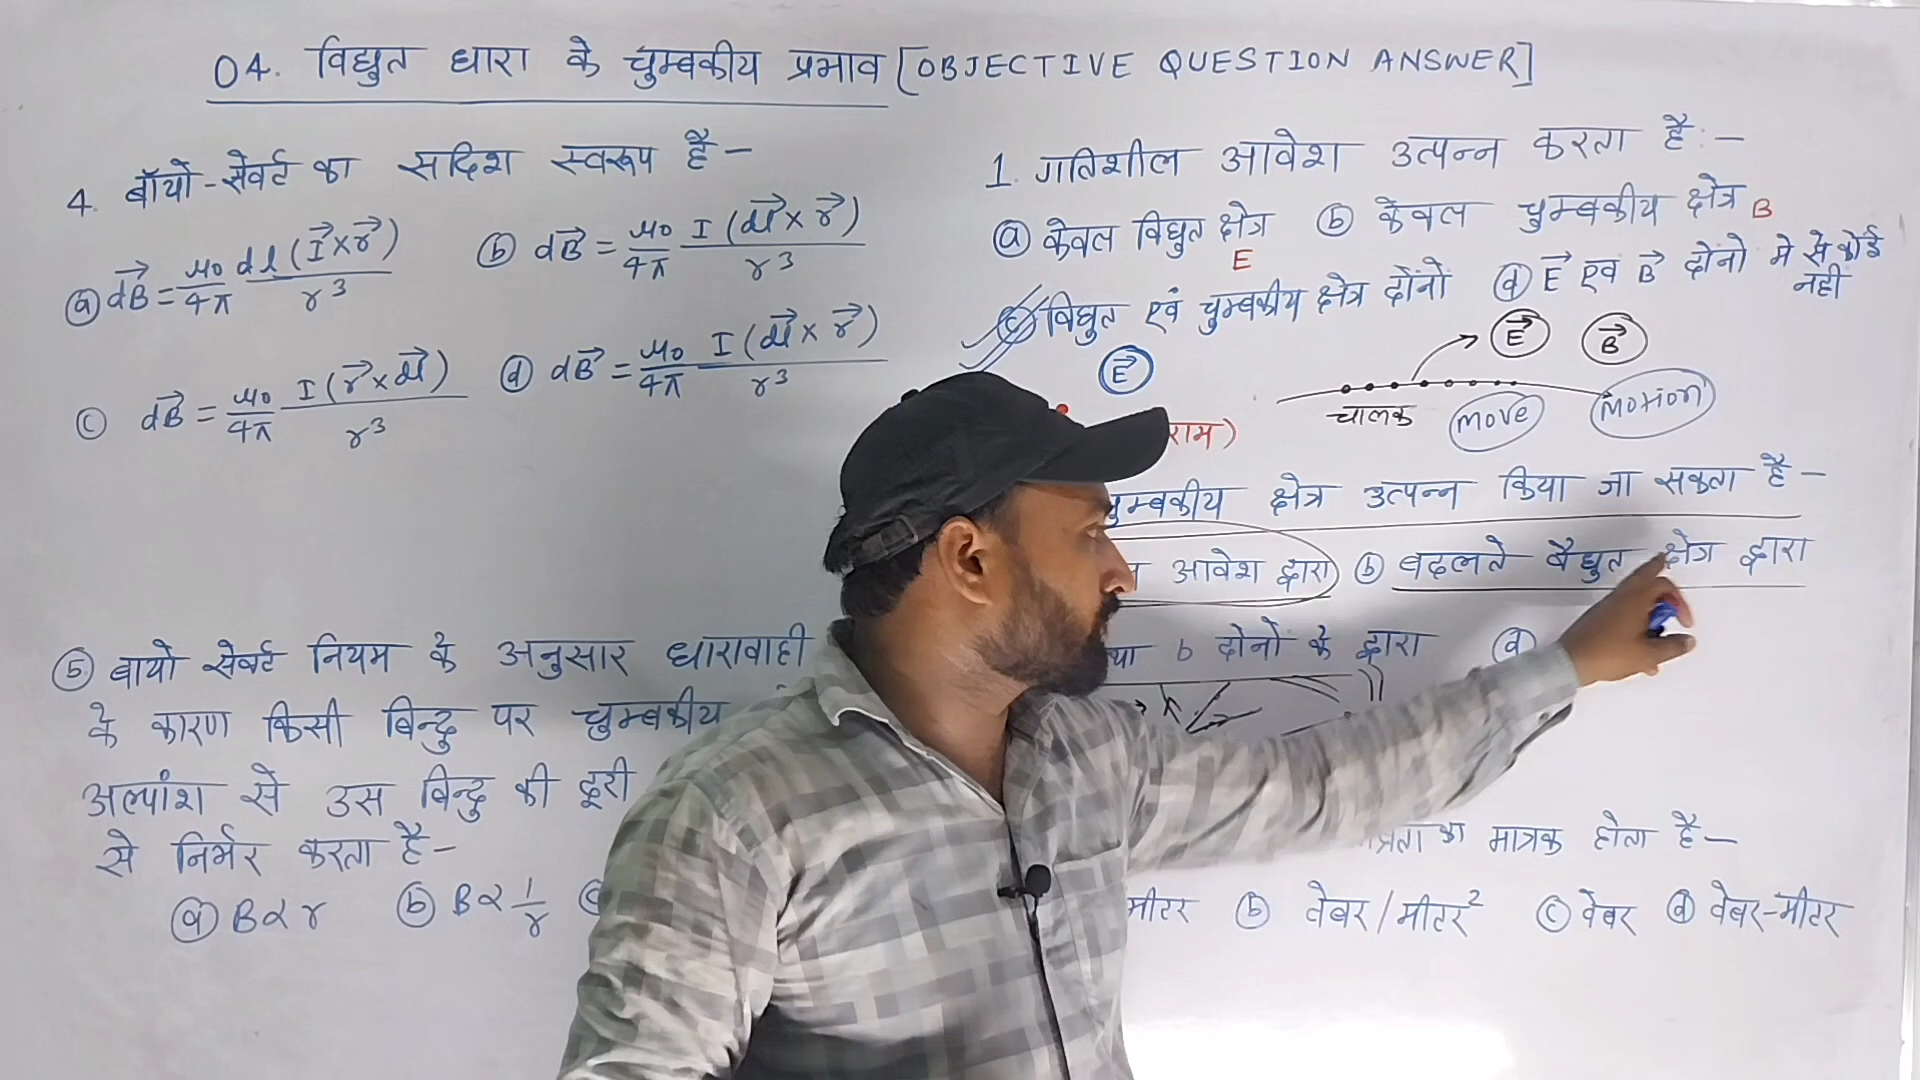 04. विद्युत धारा के चुम्बकीय प्रभाव [OBJECTIVE QUESTION ANSWER]
4. बॉयो-सेवर्ट का सदिश स्वरूप है-
ⓐ dB⃗ = μ₀/4π dl (I⃗ × r⃗)/r³ ⓑ dB⃗ = μ₀/4π I (dl⃗ × r⃗)/r³
ⓒ dB⃗ = μ₀/4π I (r⃗ × dl⃗)/r³ ⓓ dB⃗ = μ₀/4π I (dl⃗ × r⃗)/r³
⑤ बायो सेवर्ट नियम के अनुसार धारावाही
के कारण किसी बिन्दु पर चुम्बकीय
अल्पांश से उस बिन्दु की दूरी
से निर्भर करता है-
ⓐ B∝r ⓑ B∝1/r ⓒ
1. गतिशील आवेश उत्पन्न करता है:-
ⓐ केवल विद्युत क्षेत्र ⓑ केवल चुम्बकीय क्षेत्र B
E
ⓒ विद्युत एवं चुम्बकीय क्षेत्र दोनों ⓓ E⃗ एवं B⃗ दोनो मे से कोई नहीं
E⃗ E⃗ B⃗
चालक move motion
राम)
चुम्बकीय क्षेत्र उत्पन्न किया जा सकता है-
आवेश द्वारा ⓑ बदलते वैद्युत क्षेत्र द्वारा
b दोनों के द्वारा ⓓ
का मात्रक होता है-
मीटर ⓑ वेबर/मीटर² ⓒ वेबर ⓓ वेबर-मीटर